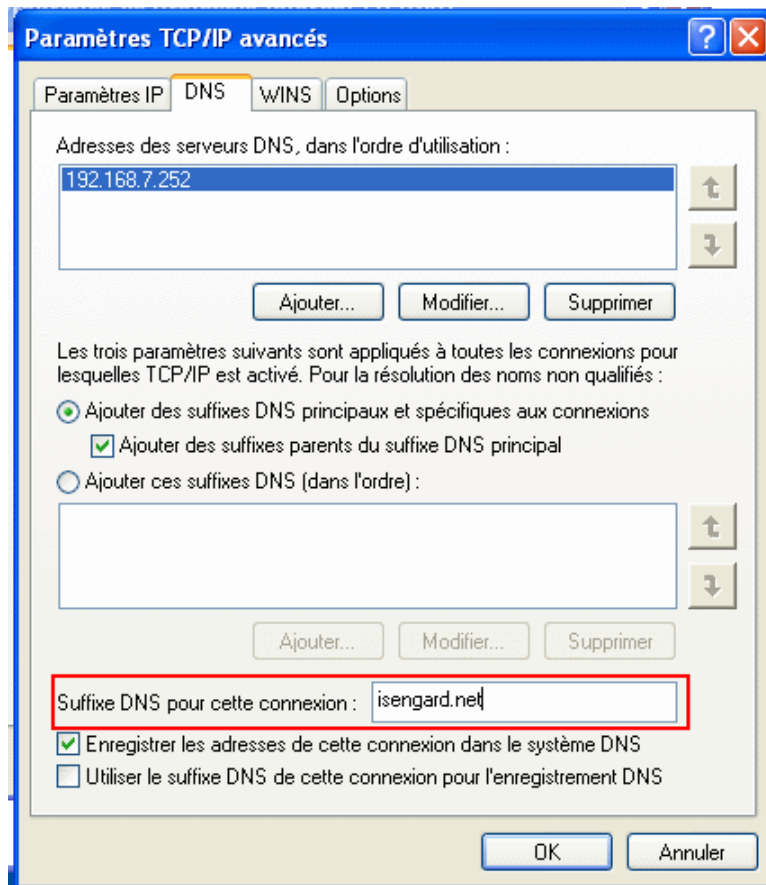 Paramètres TCP/IP avancés
Paramètres IP DNS WINS Options
Adresses des serveurs DNS, dans l'ordre d'utilisation :
192.168.7.252
Ajouter... Modifier... Supprimer
Les trois paramètres suivants sont appliqués à toutes les connexions pour
lesquelles TCP/IP est activé. Pour la résolution des noms non qualifiés :
Ajouter des suffixes DNS principaux et spécifiques aux connexions
Ajouter des suffixes parents du suffixe DNS principal
Ajouter ces suffixes DNS (dans l'ordre) :
Ajouter... Modifier... Supprimer
Suffixe DNS pour cette connexion : isengard.net
Enregistrer les adresses de cette connexion dans le système DNS
Utiliser le suffixe DNS de cette connexion pour l'enregistrement DNS
OK Annuler